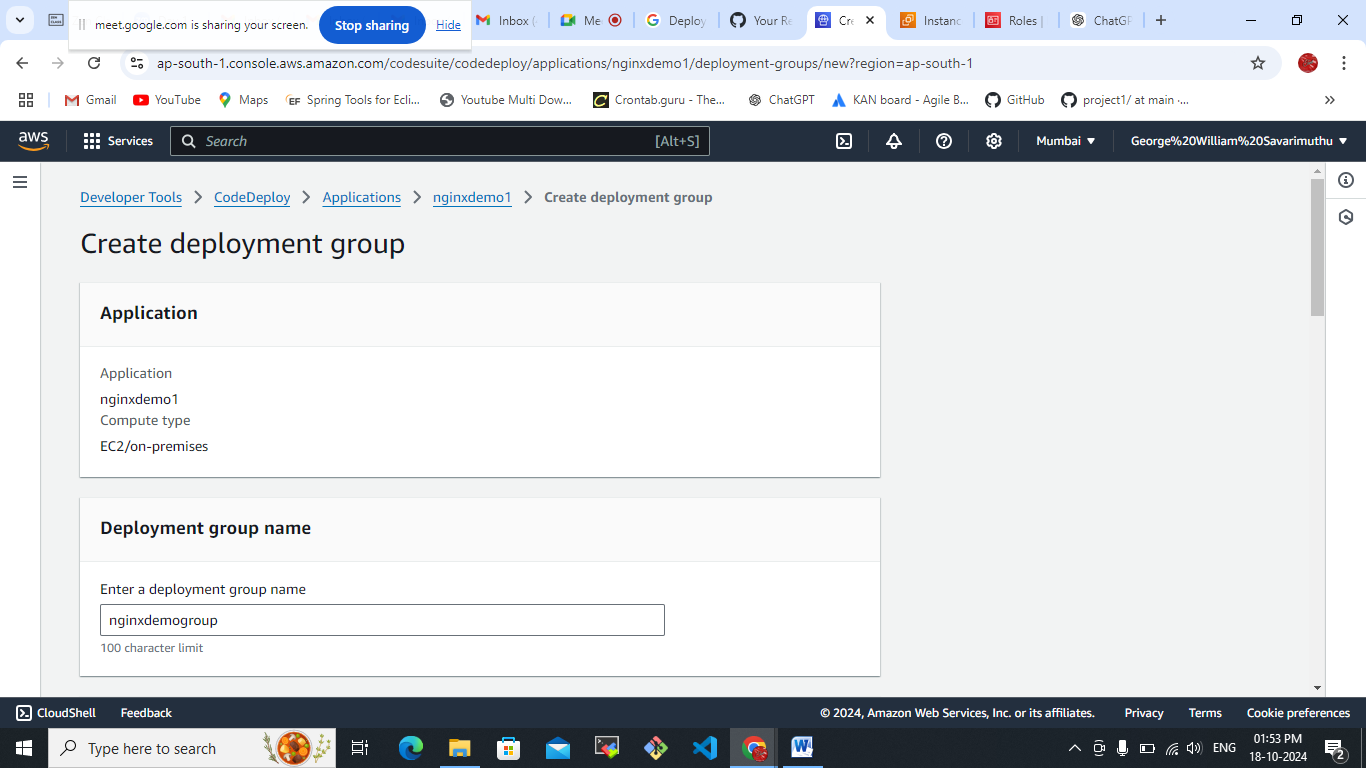 meet.google.com is sharing your screen. Stop sharing Hide
Inbox (
Me
Deploy
Your Re
Cre
Instanc
Roles |
ChatGP
ap-south-1.console.aws.amazon.com/codesuite/codedeploy/applications/nginxdemo1/deployment-groups/new?region=ap-south-1
Gmail YouTube Maps Spring Tools for Ecli... Youtube Multi Dow... Crontab.guru - The... ChatGPT KAN board - Agile B... GitHub project1/ at main ·...
aws Services Search [Alt+S] Mumbai George%20William%20Savarimuthu
Developer Tools CodeDeploy Applications nginxdemo1 Create deployment group
Create deployment group
Application
Application
nginxdemo1
Compute type
EC2/on-premises
Deployment group name
Enter a deployment group name
nginxdemogroup
100 character limit
CloudShell Feedback © 2024, Amazon Web Services, Inc. or its affiliates. Privacy Terms Cookie preferences
Type here to search
ENG
01:53 PM
18-10-2024
2